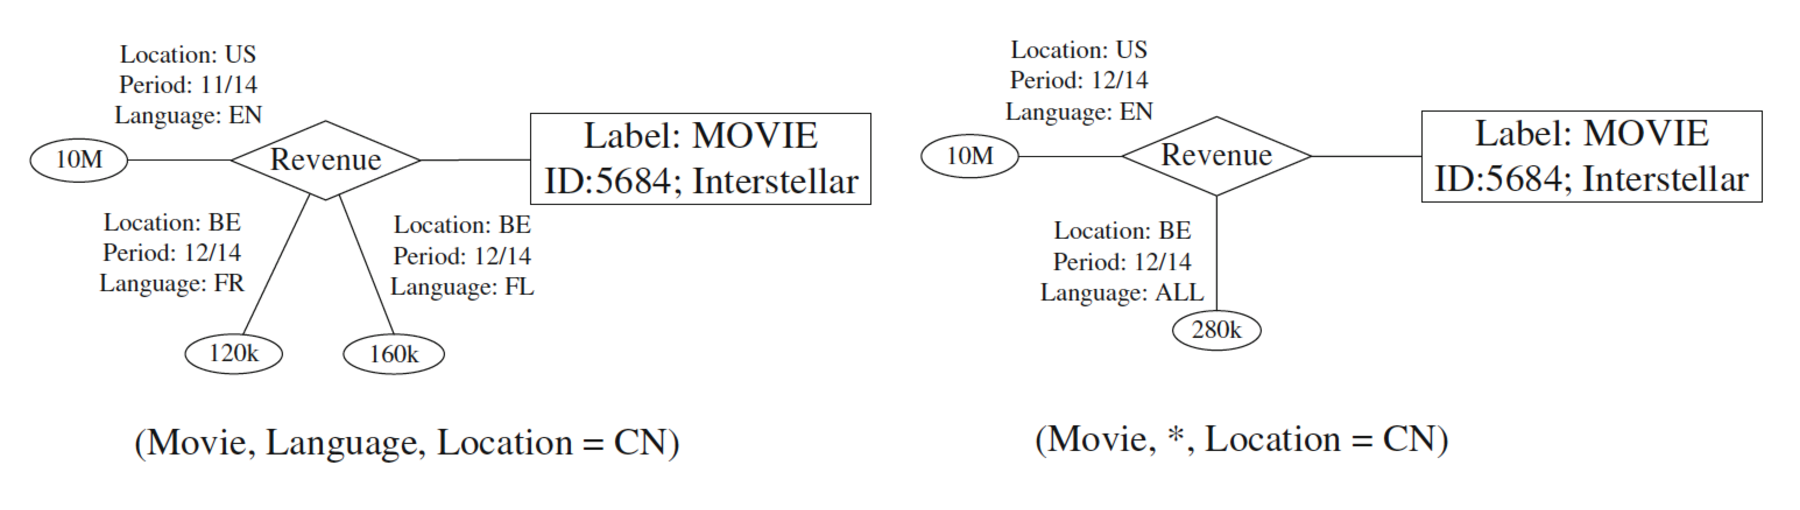 Location: US
Period: 11/14
Language: EN
10M
Revenue
Label: MOVIE
ID:5684; Interstellar
Location: BE
Period: 12/14
Language: FR
Location: BE
Period: 12/14
Language: FL
120k
160k
(Movie, Language, Location = CN)
Location: US
Period: 12/14
Language: EN
10M
Revenue
Label: MOVIE
ID:5684; Interstellar
Location: BE
Period: 12/14
Language: ALL
280k
(Movie, *, Location = CN)